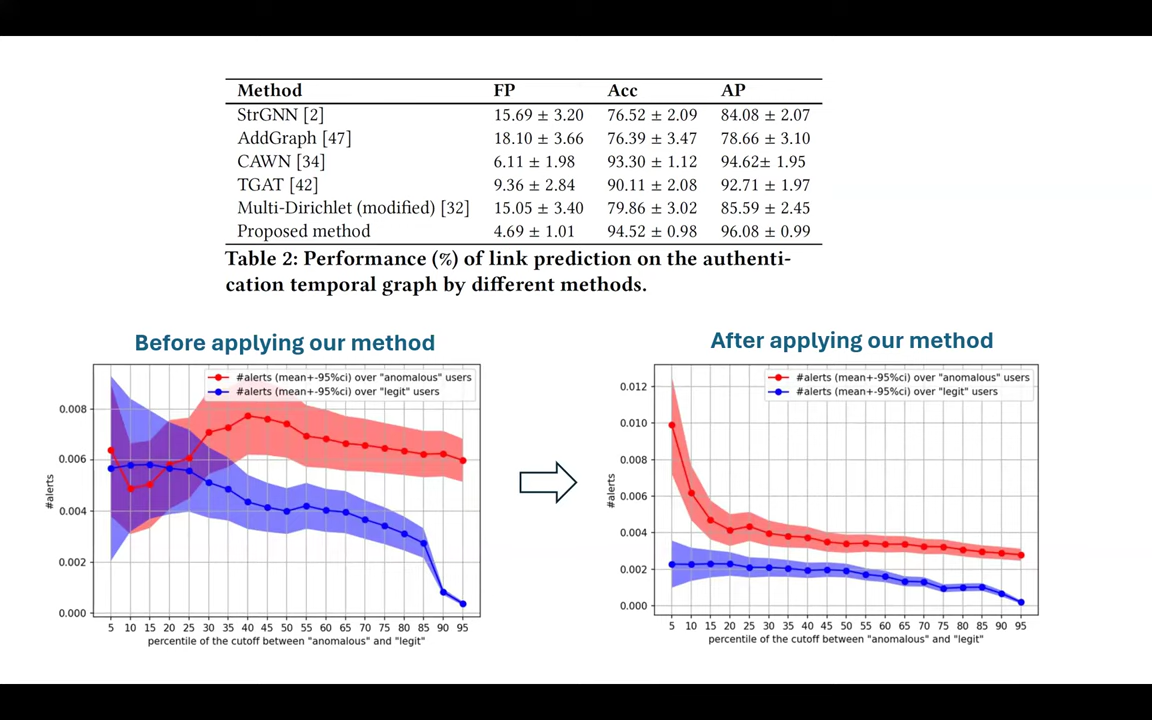 Method FP Acc AP
StrGNN [2] 15.69 ± 3.20 76.52 ± 2.09 84.08 ± 2.07
AddGraph [47] 18.10 ± 3.66 76.39 ± 3.47 78.66 ± 3.10
CAWN [34] 6.11 ± 1.98 93.30 ± 1.12 94.62± 1.95
TGAT [42] 9.36 ± 2.84 90.11 ± 2.08 92.71 ± 1.97
Multi-Dirichlet (modified) [32] 15.05 ± 3.40 79.86 ± 3.02 85.59 ± 2.45
Proposed method 4.69 ± 1.01 94.52 ± 0.98 96.08 ± 0.99
Table 2: Performance (%) of link prediction on the authenti-
cation temporal graph by different methods.
Before applying our method
#alerts (mean+-95%ci) over "anomalous" users
#alerts (mean+-95%ci) over "legit" users
0.008
0.006
0.004
0.002
0.000
#alerts
5 10 15 20 25 30 35 40 45 50 55 60 65 70 75 80 85 90 95
percentile of the cutoff between "anomalous" and "legit"
After applying our method
#alerts (mean+-95%ci) over "anomalous" users
#alerts (mean+-95%ci) over "legit" users
0.012
0.010
0.008
0.006
0.004
0.002
0.000
#alerts
5 10 15 20 25 30 35 40 45 50 55 60 65 70 75 80 85 90 95
percentile of the cutoff between "anomalous" and "legit"